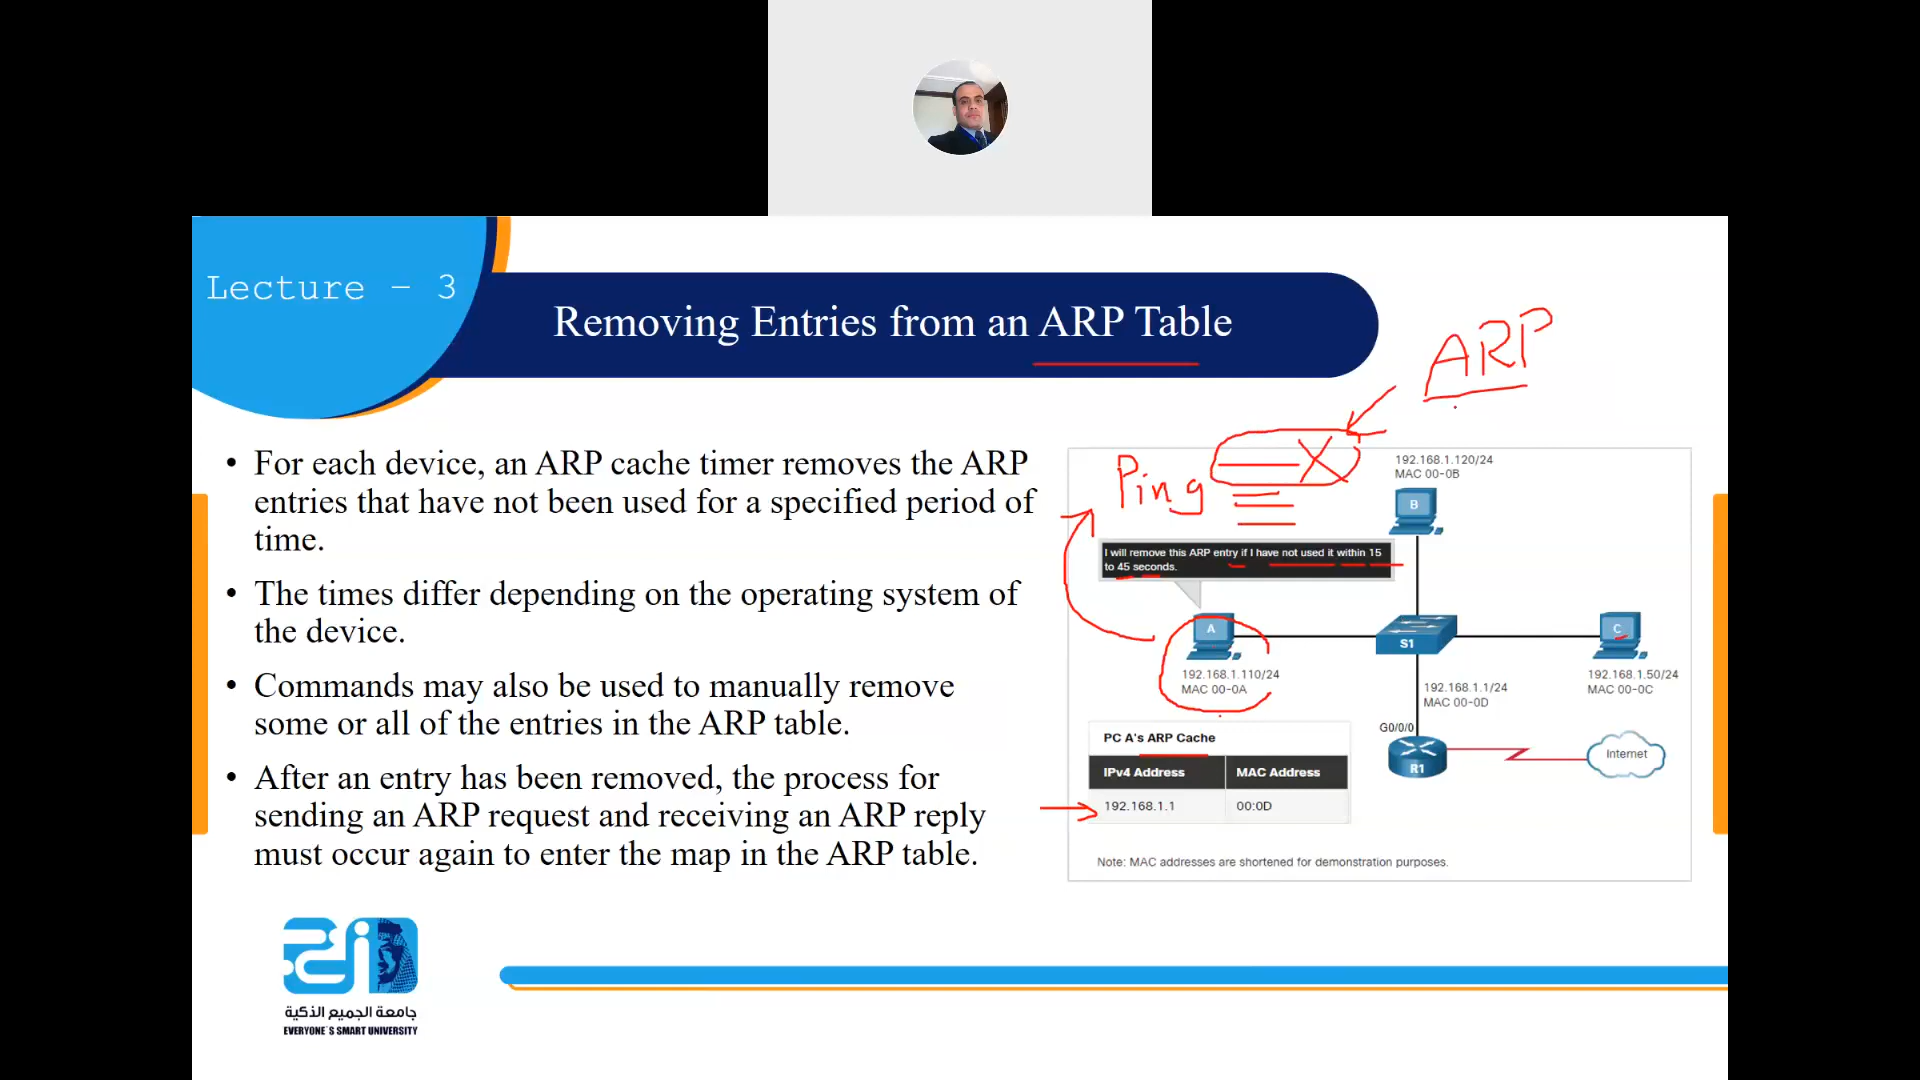 Lecture - 3
Removing Entries from an ARP Table
ARP
• For each device, an ARP cache timer removes the ARP
entries that have not been used for a specified period of
time.
• The times differ depending on the operating system of
the device.
• Commands may also be used to manually remove
some or all of the entries in the ARP table.
• After an entry has been removed, the process for
sending an ARP request and receiving an ARP reply
must occur again to enter the map in the ARP table.
Ping
192.168.1.120/24
MAC 00-0B
B
I will remove this ARP entry if I have not used it within 15
to 45 seconds.
A
S1
C
192.168.1.110/24
MAC 00-0A
192.168.1.1/24
MAC 00-0D
192.168.1.50/24
MAC 00-0C
G0/0/0
R1
Internet
PC A's ARP Cache
IPv4 Address MAC Address
192.168.1.1 00:0D
Note: MAC addresses are shortened for demonstration purposes.
جامعة الجميع الذكية
EVERYONE`S SMART UNIVERSITY